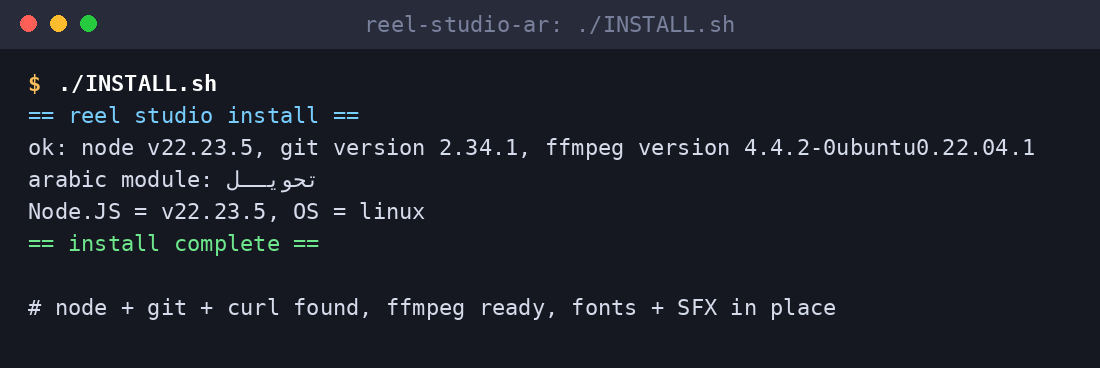 reel-studio-ar: ./INSTALL.sh
$ ./INSTALL.sh
== reel studio install ==
ok: node v22.23.5, git version 2.34.1, ffmpeg version 4.4.2-0ubuntu0.22.04.1
arabic module: تحويـــل
Node.JS = v22.23.5, OS = linux
== install complete ==
# node + git + curl found, ffmpeg ready, fonts + SFX in place